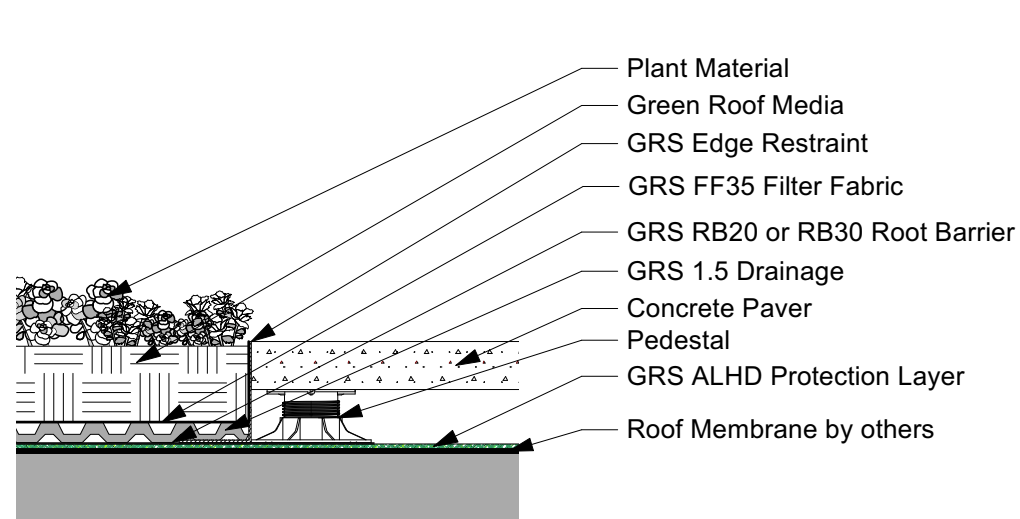 Plant Material
Green Roof Media
GRS Edge Restraint
GRS FF35 Filter Fabric
GRS RB20 or RB30 Root Barrier
GRS 1.5 Drainage
Concrete Paver
Pedestal
GRS ALHD Protection Layer
Roof Membrane by others